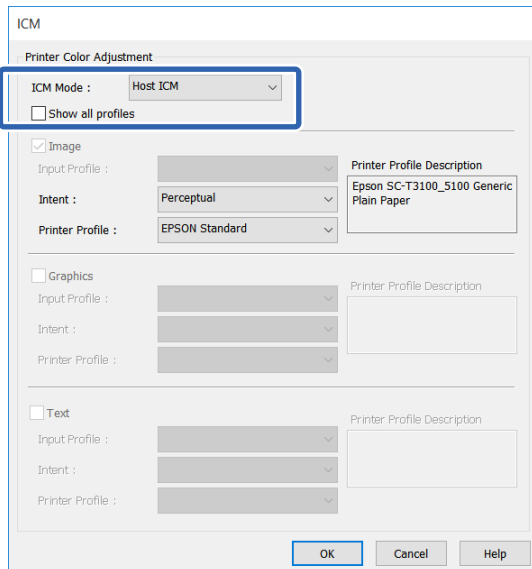 ICM
Printer Color Adjustment
ICM Mode : Host ICM
Show all profiles
Image
Input Profile : Printer Profile Description
Intent : Perceptual Epson SC-T3100_5100 Generic
Plain Paper
Printer Profile : EPSON Standard
Graphics
Input Profile : Printer Profile Description
Intent :
Printer Profile :
Text
Input Profile : Printer Profile Description
Intent :
Printer Profile :
OK Cancel Help